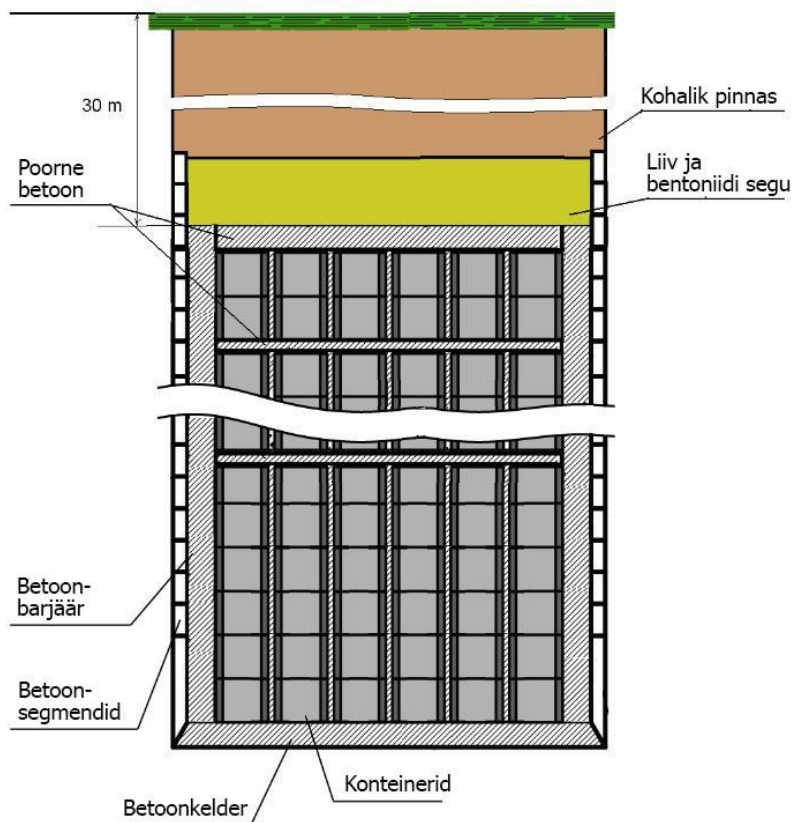 30 m
Kohalik pinnas
Poorne
betoon
Liiv ja
bentoniidi segu
Betoon-
barjäär
Betoon-
segmendid
Konteinerid
Betoonkelder